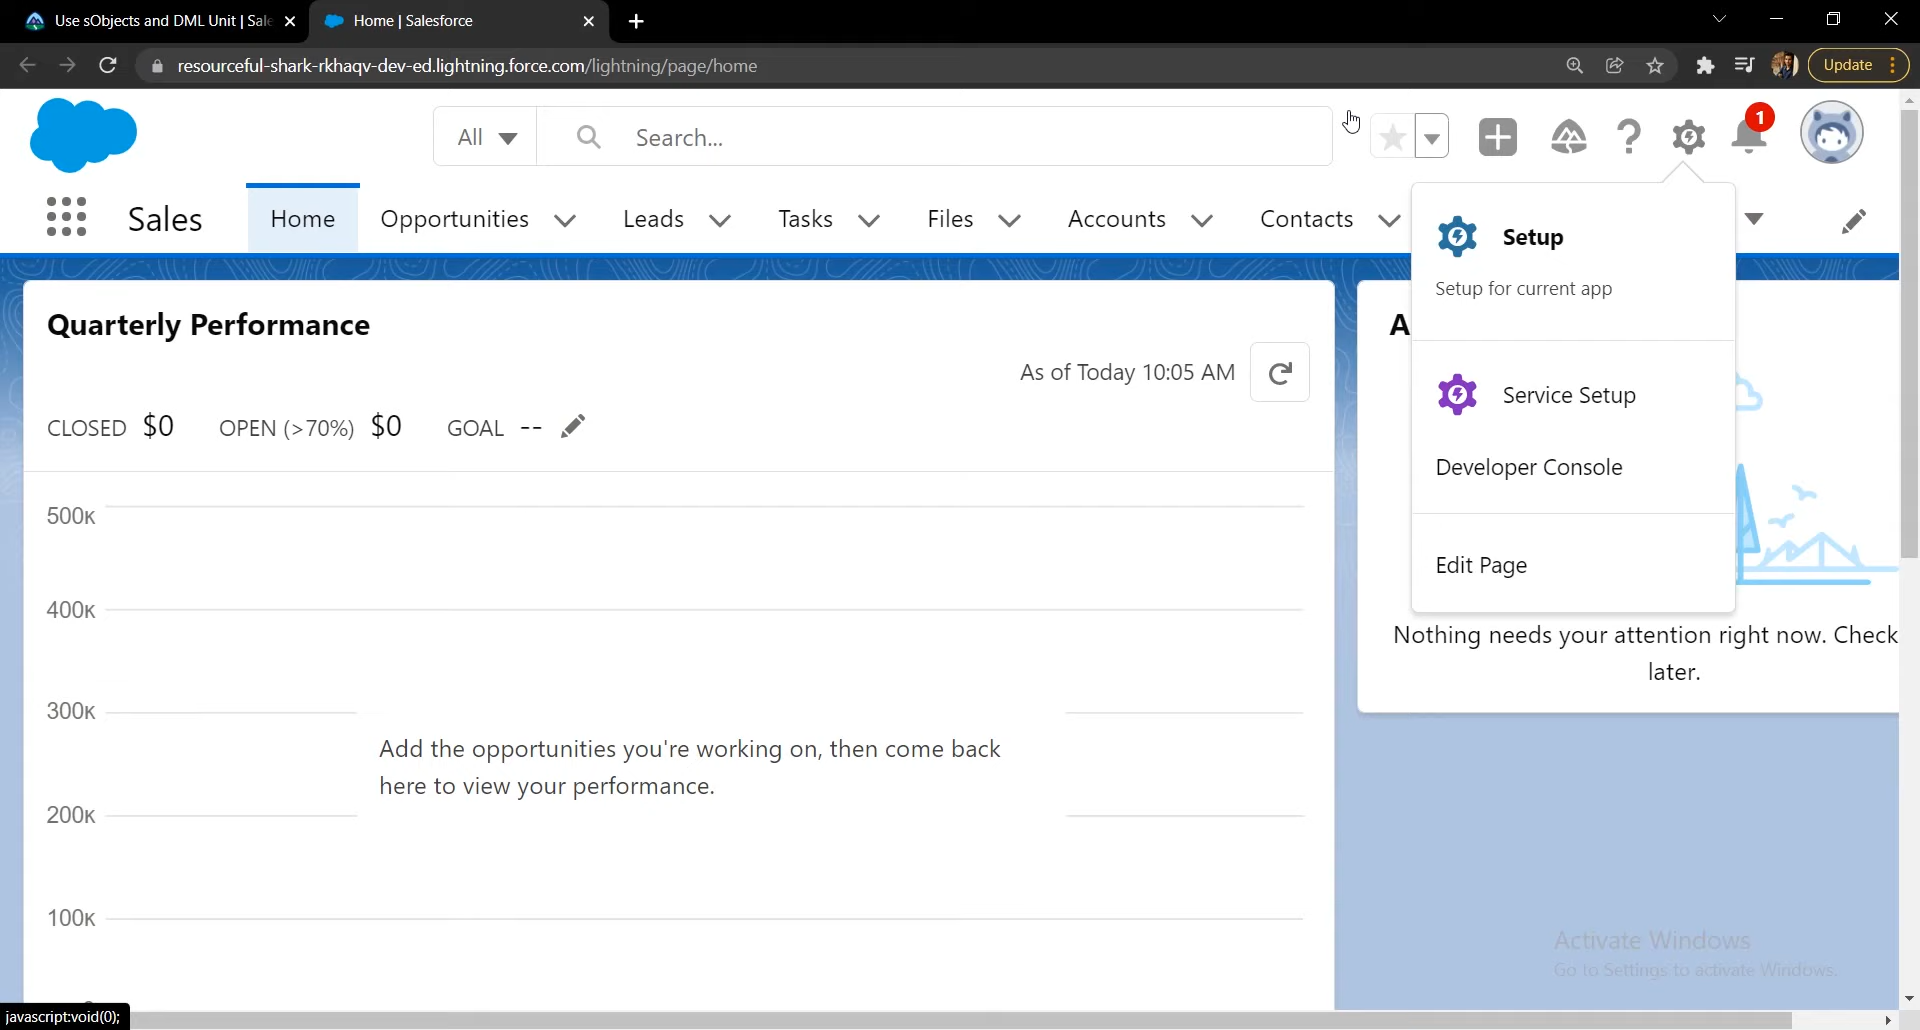 Use sObjects and DML Unit | Sale
Home | Salesforce
resourceful-shark-rkhaqv-dev-ed.lightning.force.com/lightning/page/home
Update
All
Search...
1
Sales
Home
Opportunities
Leads
Tasks
Files
Accounts
Contacts
Setup
Setup for current app
Service Setup
Developer Console
Edit Page
Quarterly Performance
A
As of Today 10:05 AM
CLOSED $0 OPEN (>70%) $0 GOAL --
500K
400K
300K
200K
100K
Add the opportunities you're working on, then come back
here to view your performance.
Nothing needs your attention right now. Check
later.
Activate Windows
Go to Settings to activate Windows.
javascript:void(0);